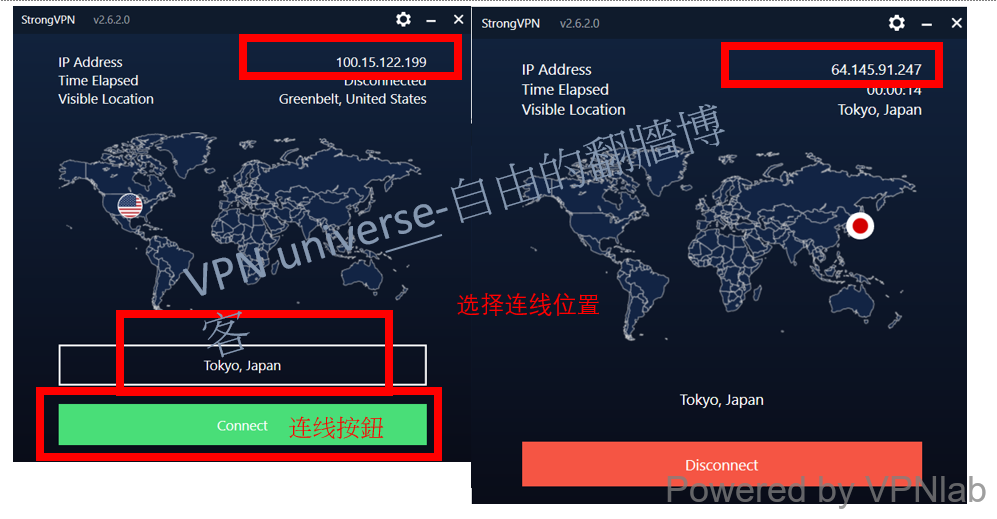 StrongVPN v2.6.2.0
IP Address 100.15.122.199
Time Elapsed Disconnected
Visible Location Greenbelt, United States
Tokyo, Japan
Connect
连线按鈕
选择连线位置
StrongVPN v2.6.2.0
IP Address 64.145.91.247
Time Elapsed 00:00:14
Visible Location Tokyo, Japan
Tokyo, Japan
Disconnect
VPN universe-自由的翻牆博
客
Powered by VPNlab